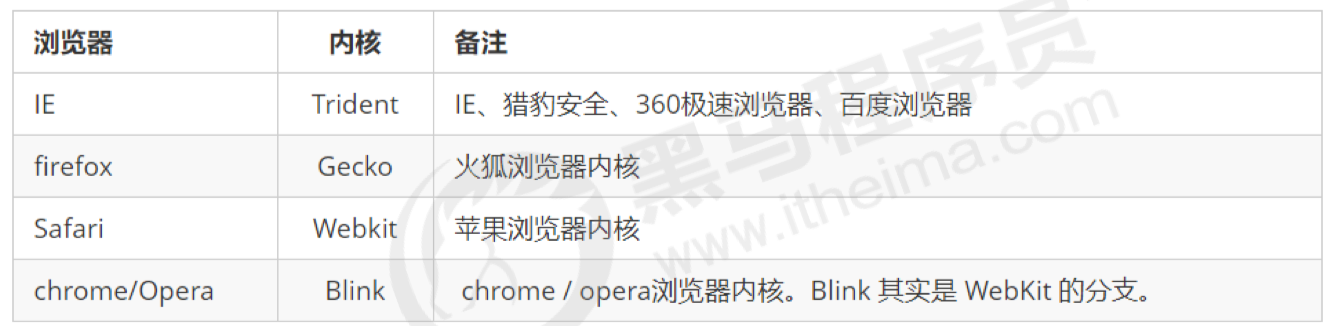 浏览器 内核 备注
IE Trident IE、猎豹安全、360极速浏览器、百度浏览器
firefox Gecko 火狐浏览器内核
Safari Webkit 苹果浏览器内核
chrome/Opera Blink chrome / opera浏览器内核。Blink 其实是 WebKit 的分支。
黑马程序员
www.itheima.com